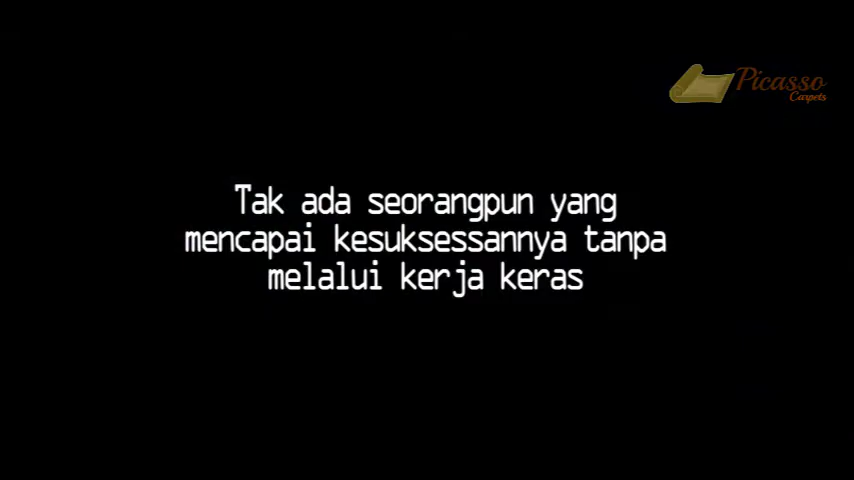 Picasso
Carpets
Tak ada seorangpun yang
mencapai kesuksessannya tanpa
melalui kerja keras